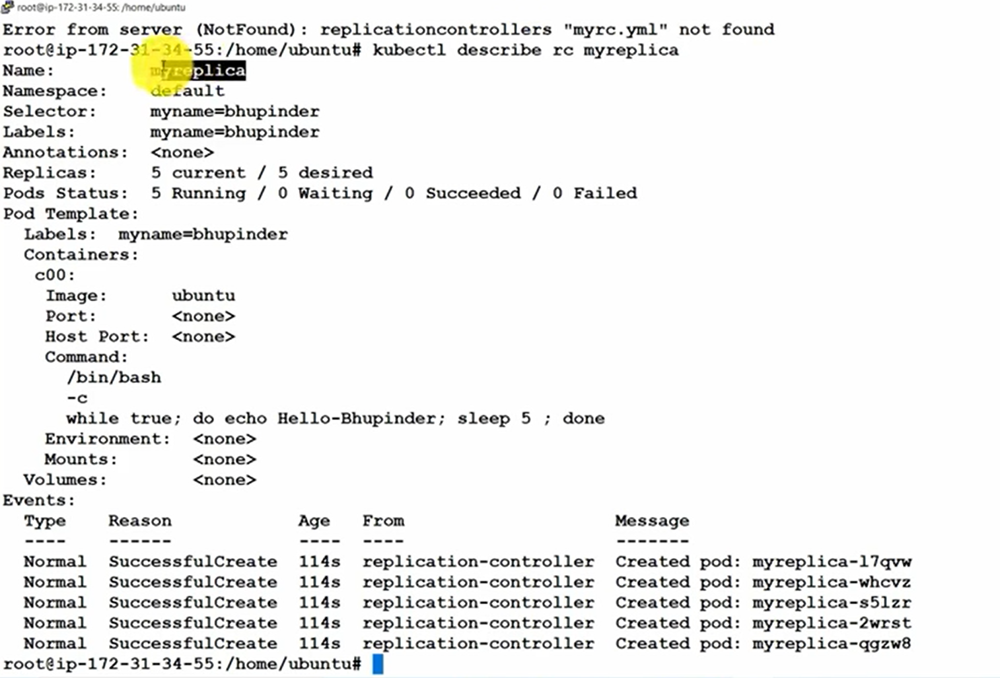 root@ip-172-31-34-55: /home/ubuntu
Error from server (NotFound): replicationcontrollers "myrc.yml" not found
root@ip-172-31-34-55:/home/ubuntu# kubectl describe rc myreplica
Name:         myreplica
Namespace:    default
Selector:     myname=bhupinder
Labels:       myname=bhupinder
Annotations:  <none>
Replicas:     5 current / 5 desired
Pods Status:  5 Running / 0 Waiting / 0 Succeeded / 0 Failed
Pod Template:
  Labels:  myname=bhupinder
  Containers:
   c00:
    Image:      ubuntu
    Port:       <none>
    Host Port:  <none>
    Command:
      /bin/bash
      -c
      while true; do echo Hello-Bhupinder; sleep 5 ; done
    Environment:  <none>
    Mounts:       <none>
  Volumes:        <none>
Events:
  Type    Reason            Age   From                    Message
  ----    ------            ----  ----                    -------
  Normal  SuccessfulCreate  114s  replication-controller  Created pod: myreplica-l7qvw
  Normal  SuccessfulCreate  114s  replication-controller  Created pod: myreplica-whcvz
  Normal  SuccessfulCreate  114s  replication-controller  Created pod: myreplica-s5lzr
  Normal  SuccessfulCreate  114s  replication-controller  Created pod: myreplica-2wrst
  Normal  SuccessfulCreate  114s  replication-controller  Created pod: myreplica-qgzw8
root@ip-172-31-34-55:/home/ubuntu#